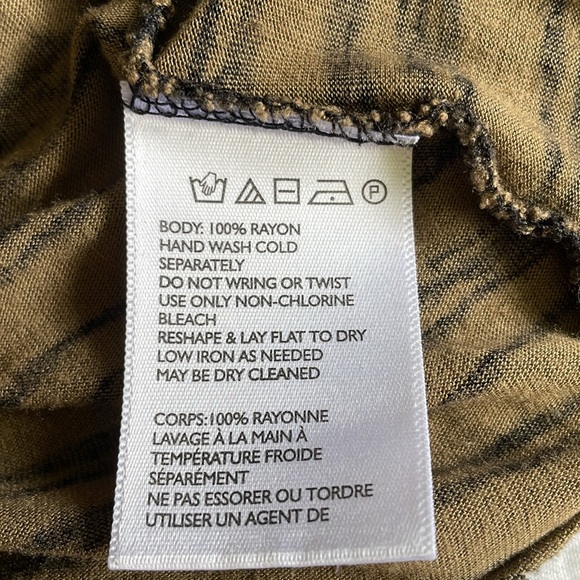 P
BODY: 100% RAYON
HAND WASH COLD
SEPARATELY
DO NOT WRING OR TWIST
USE ONLY NON-CHLORINE
BLEACH
RESHAPE & LAY FLAT TO DRY
LOW IRON AS NEEDED
MAY BE DRY CLEANED
CORPS:100% RAYONNE
LAVAGE À LA MAIN À
TEMPÉRATURE FROIDE
SÉPARÉMENT
NE PAS ESSORER OU TORDRE
UTILISER UN AGENT DE